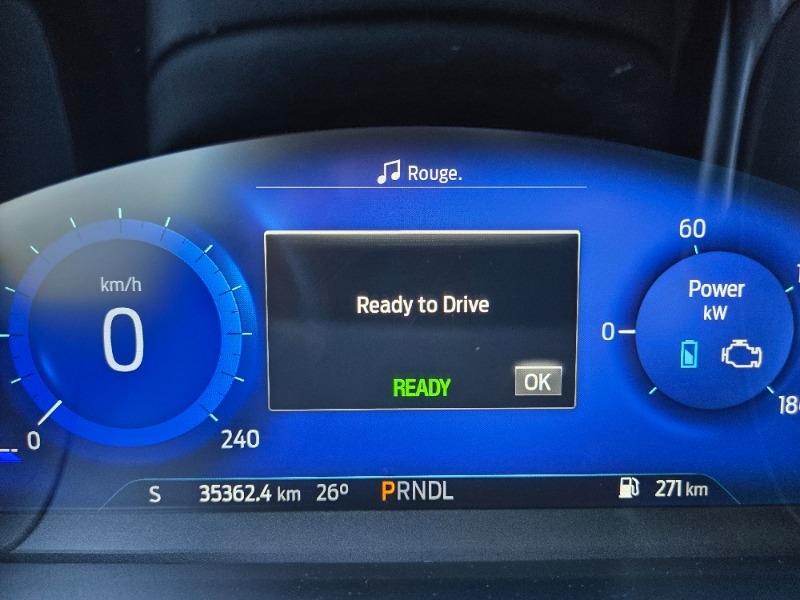 Rouge.
km/h
0
0
240
Ready to Drive
READY
OK
60
Power
kW
0
S 35362.4 km 26º PRNDL 271 km